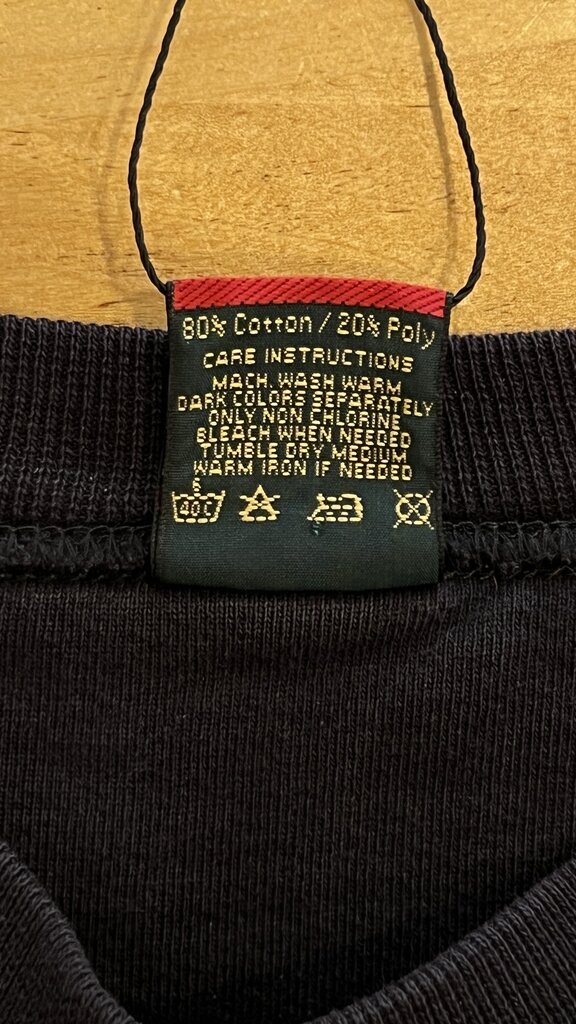 80% Cotton / 20% Poly
CARE INSTRUCTIONS
MACH. WASH WARM
DARK COLORS SEPARATELY
ONLY NON CHLORINE
BLEACH WHEN NEEDED
TUMBLE DRY MEDIUM
WARM IRON IF NEEDED
40C